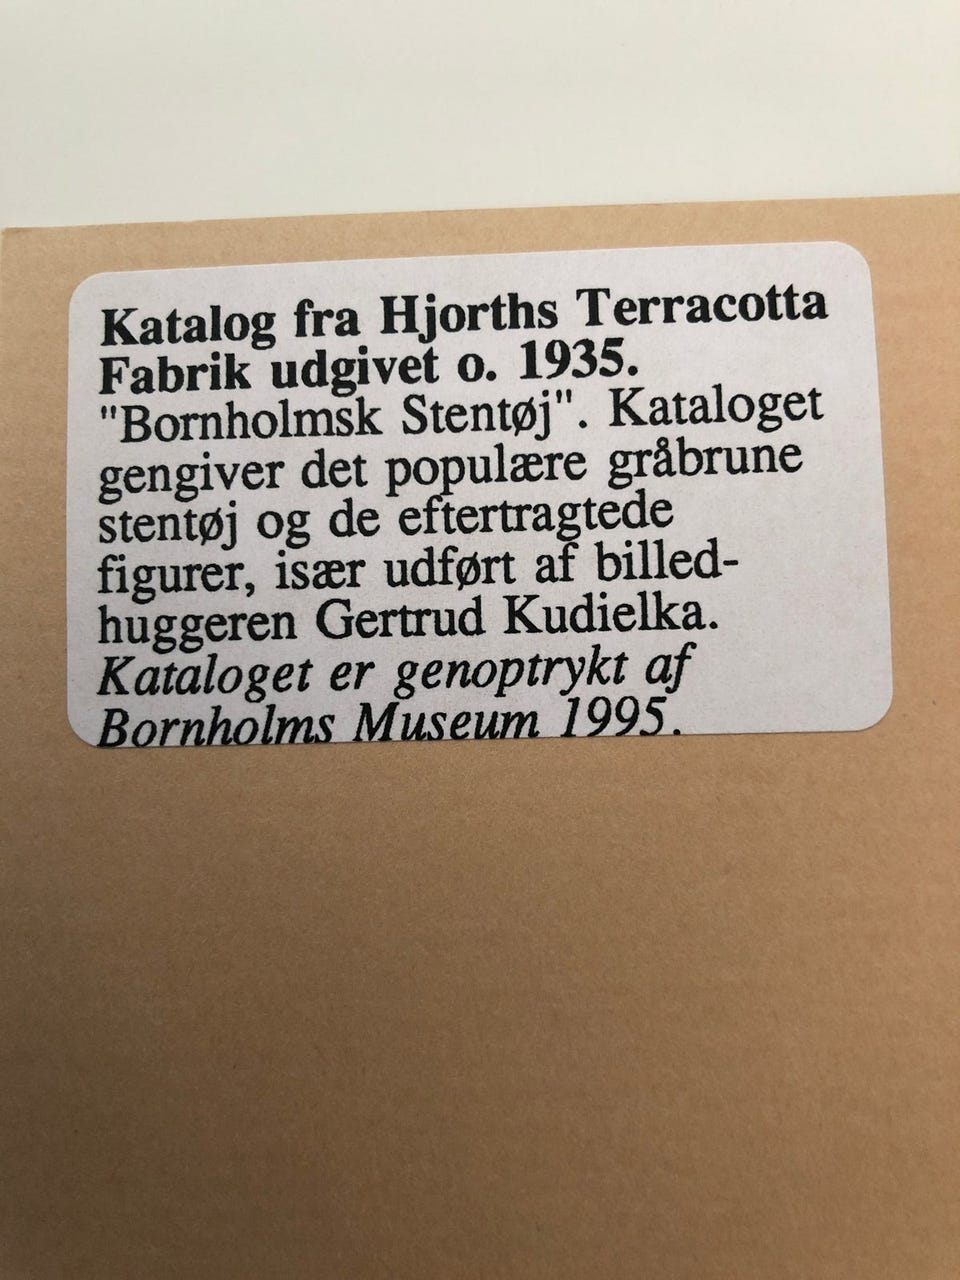 Katalog fra Hjorths Terracotta
Fabrik udgivet o. 1935.
"Bornholmsk Stentøj". Kataloget
gengiver det populære gråbrune
stentøj og de eftertragtede
figurer, især udført af billed-
huggeren Gertrud Kudielka.
Kataloget er genoptrykt af
Bornholms Museum 1995.